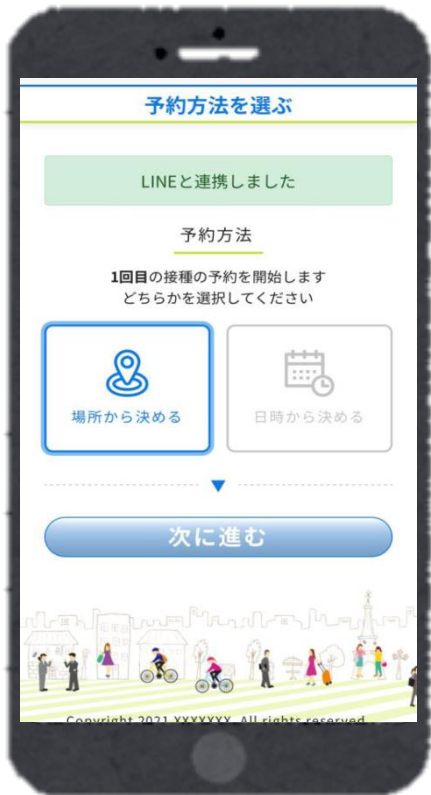 予約方法を選ぶ
LINEと連携しました
予約方法
1回目の接種の予約を開始します
どちらかを選択してください
場所から決める
日時から決める
次に進む
Copyright 2021 XXXXXXX. All rights reserved.